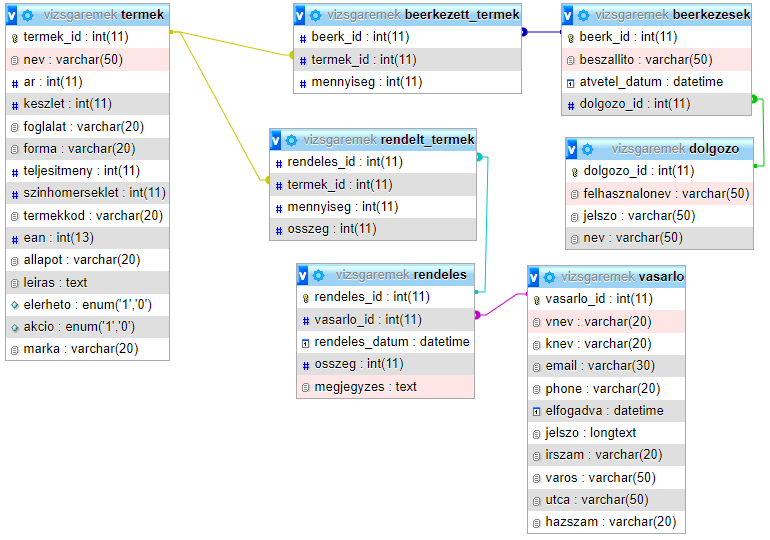 vizsgaremek termek
termek_id : int(11)
nev : varchar(50)
ar : int(11)
keszlet : int(11)
foglalat : varchar(20)
forma : varchar(20)
teljesitmeny : int(11)
szinhomerseklet : int(11)
termekkod : varchar(20)
ean : int(13)
allapot : varchar(20)
leiras : text
elerheto : enum('1','0')
akcio : enum('1','0')
marka : varchar(20)
vizsgaremek beerkezett_termek
beerk_id : int(11)
termek_id : int(11)
mennyiseg : int(11)
vizsgaremek beerkezesek
beerk_id : int(11)
beszallito : varchar(50)
atvetel_datum : datetime
dolgozo_id : int(11)
vizsgaremek rendelt_termek
rendeles_id : int(11)
termek_id : int(11)
mennyiseg : int(11)
osszeg : int(11)
vizsgaremek dolgozo
dolgozo_id : int(11)
felhasznalonev : varchar(50)
jelszo : varchar(50)
nev : varchar(50)
vizsgaremek rendeles
rendeles_id : int(11)
vasarlo_id : int(11)
rendeles_datum : datetime
osszeg : int(11)
megjegyzes : text
vizsgaremek vasarlo
vasarlo_id : int(11)
vnev : varchar(20)
knev : varchar(20)
email : varchar(30)
phone : varchar(20)
elfogadva : datetime
jelszo : longtext
irszam : varchar(20)
varos : varchar(50)
utca : varchar(50)
hazszam : varchar(20)